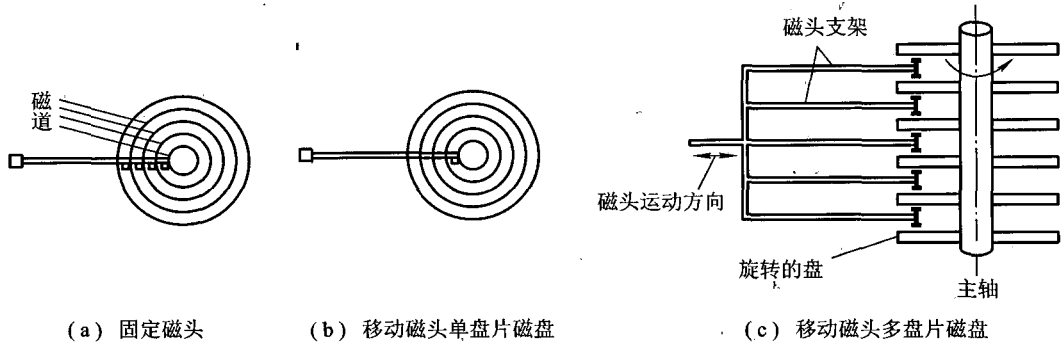 磁
道
磁头支架
磁头运动方向
旋转的盘
主轴
(a) 固定磁头
(b) 移动磁头单盘片磁盘
(c) 移动磁头多盘片磁盘